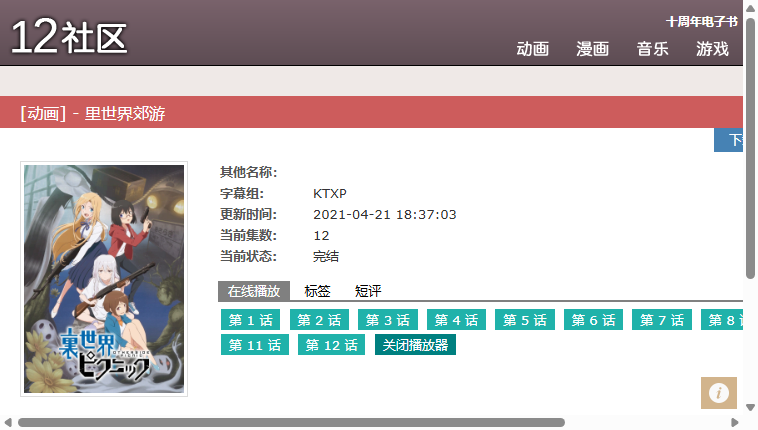 12社区
十周年电子书
动画 漫画 音乐 游戏
[动画] - 里世界郊游
其他名称:
字幕组: KTXP
更新时间: 2021-04-21 18:37:03
当前集数: 12
当前状态: 完结
在线播放 标签 短评
第 1 话 第 2 话 第 3 话 第 4 话 第 5 话 第 6 话 第 7 话 第 8
第 11 话 第 12 话 关闭播放器
裏世界
ピクニック